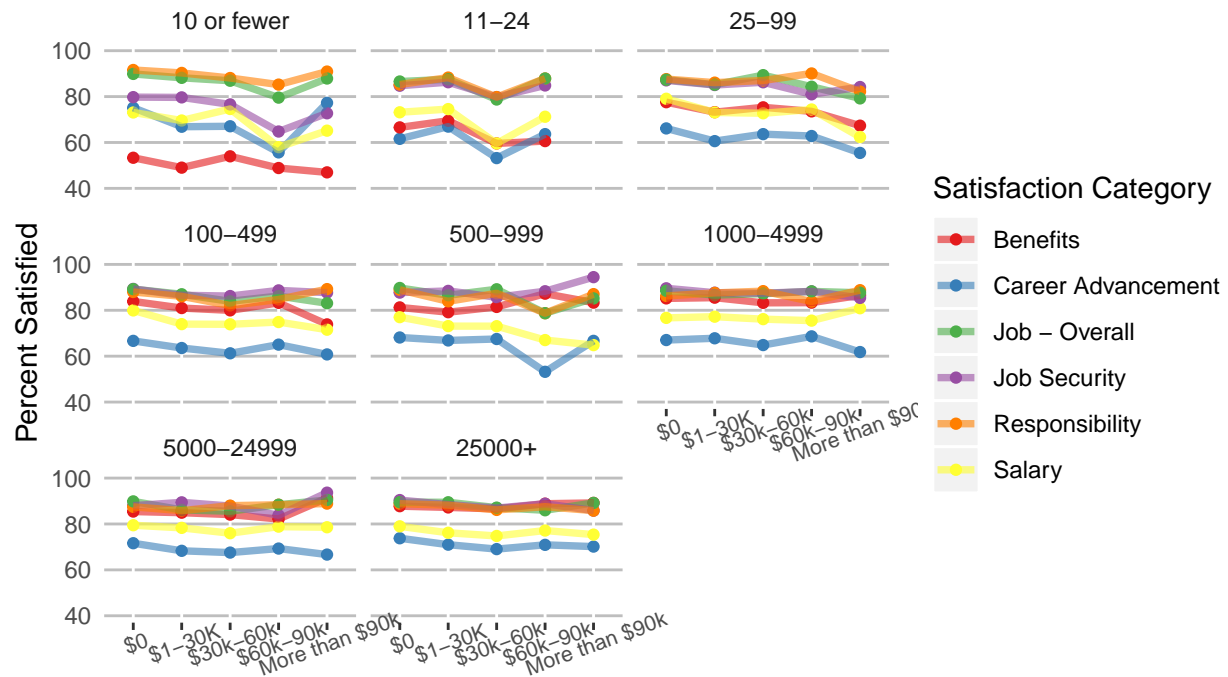 10 or fewer
11–24
25–99
100
80
60
40
100–499
500–999
1000–4999
100
80
60
40
5000–24999
25000+
100
80
60
40
$0
$1–30K
$30k–60k
$60k–90k
More than $90
$0
$1–30K
$30k–60k
$60k–90k
More than $90k
$0
$1–30K
$30k–60k
$60k–90k
More than $90k
Percent Satisfied
Satisfaction Category
Benefits
Career Advancement
Job – Overall
Job Security
Responsibility
Salary